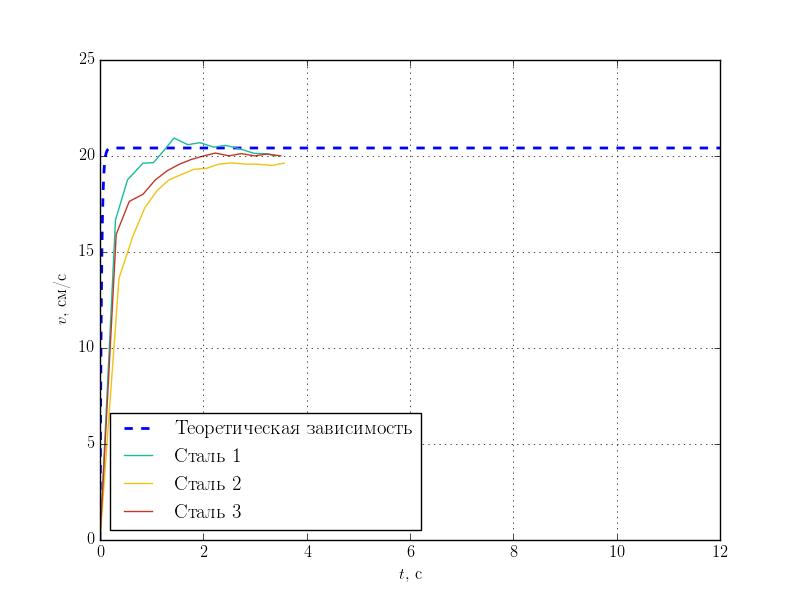 25
20
15
10
5
0
v, см/с
Теоретическая зависимость
Сталь 1
Сталь 2
Сталь 3
0 2 4 6 8 10 12
t, с